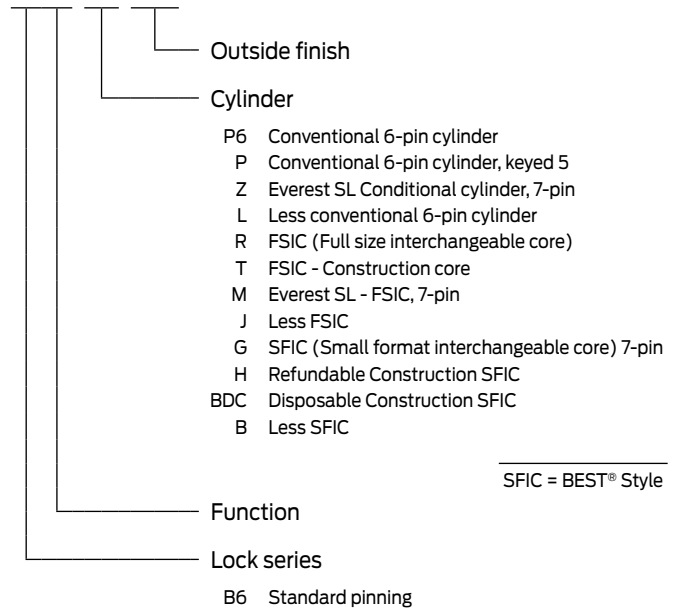 Outside finish
Cylinder
P6 Conventional 6-pin cylinder
P Conventional 6-pin cylinder, keyed 5
Z Everest SL Conditional cylinder, 7-pin
L Less conventional 6-pin cylinder
R FSIC (Full size interchangeable core)
T FSIC - Construction core
M Everest SL - FSIC, 7-pin
J Less FSIC
G SFIC (Small format interchangeable core) 7-pin
H Refundable Construction SFIC
BDC Disposable Construction SFIC
B Less SFIC
SFIC = BEST® Style
Function
Lock series
B6 Standard pinning